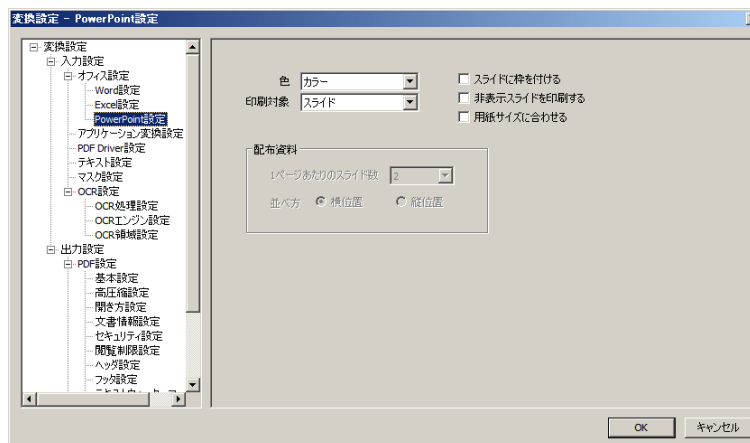 変換設定 － PowerPoint設定
変換設定
入力設定
オフィス設定
Word設定
Excel設定
PowerPoint設定
アプリケーション変換設定
PDF Driver設定
テキスト設定
マスク設定
OCR設定
OCR処理設定
OCRエンジン設定
OCR領域設定
出力設定
PDF設定
基本設定
高圧縮設定
開き方設定
文書情報設定
セキュリティ設定
閲覧制限設定
ヘッダ設定
フッタ設定
色 カラー
印刷対象 スライド
スライドに枠を付ける
非表示スライドを印刷する
用紙サイズに合わせる
配布資料
1ページあたりのスライド数 2
並べ方 横位置 縦位置
OK キャンセル